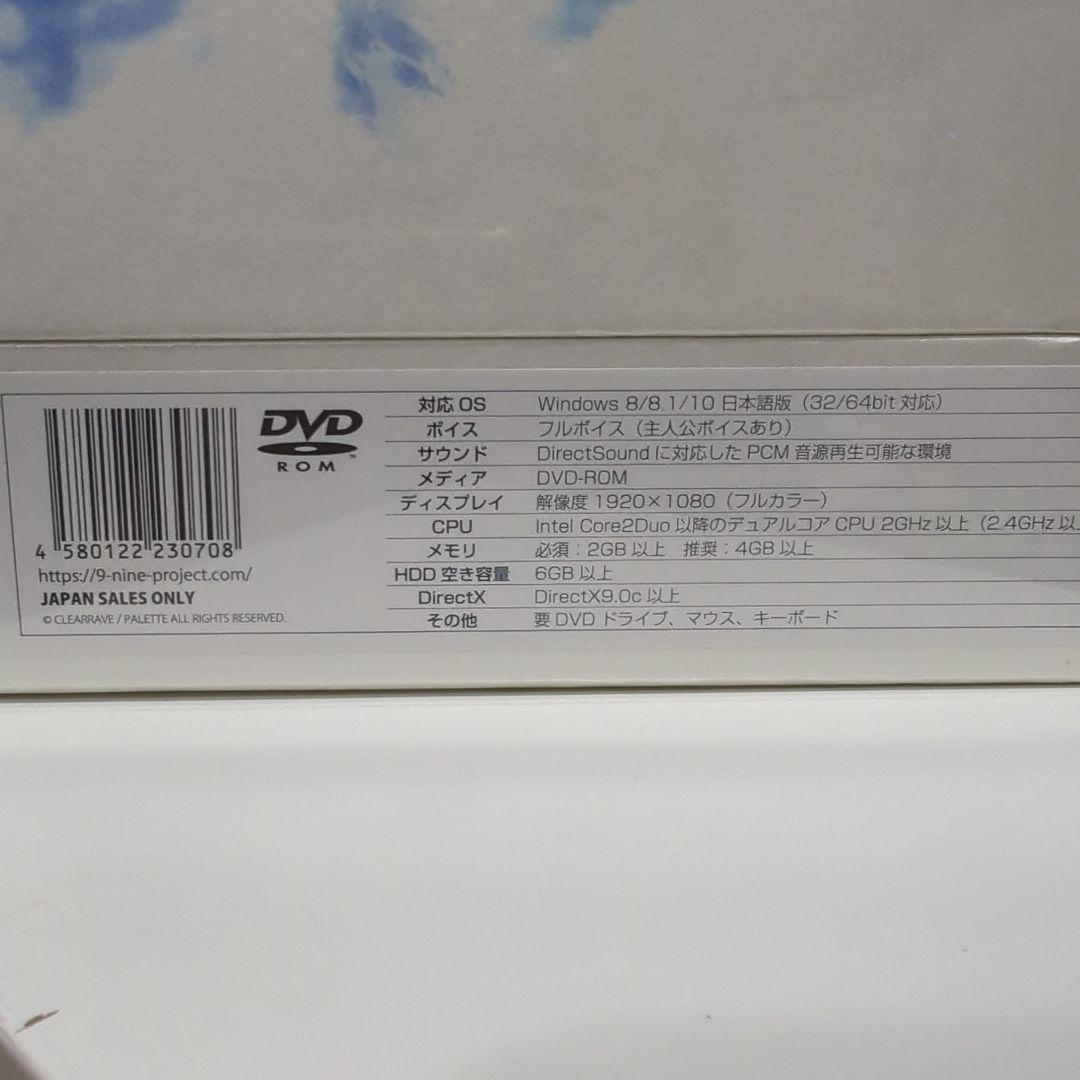 DVD
ROM
4 580122 230708
https://9-nine-project.com/
JAPAN SALES ONLY
© CLEARRAVE / PALETTE ALL RIGHTS RESERVED.
対応 OS Windows 8/8.1/10 日本語版（32/64bit 対応）
ボイス フルボイス（主人公ボイスあり）
サウンド DirectSound に対応した PCM 音源再生可能な環境
メディア DVD-ROM
ディスプレイ 解像度 1920×1080（フルカラー）
CPU Intel Core2Duo 以降のデュアルコア CPU 2GHz 以上（2.4GHz 以
メモリ 必須：2GB 以上 推奨：4GB 以上
HDD 空き容量 6GB 以上
DirectX DirectX9.0c 以上
その他 要 DVD ドライブ、マウス、キーボード